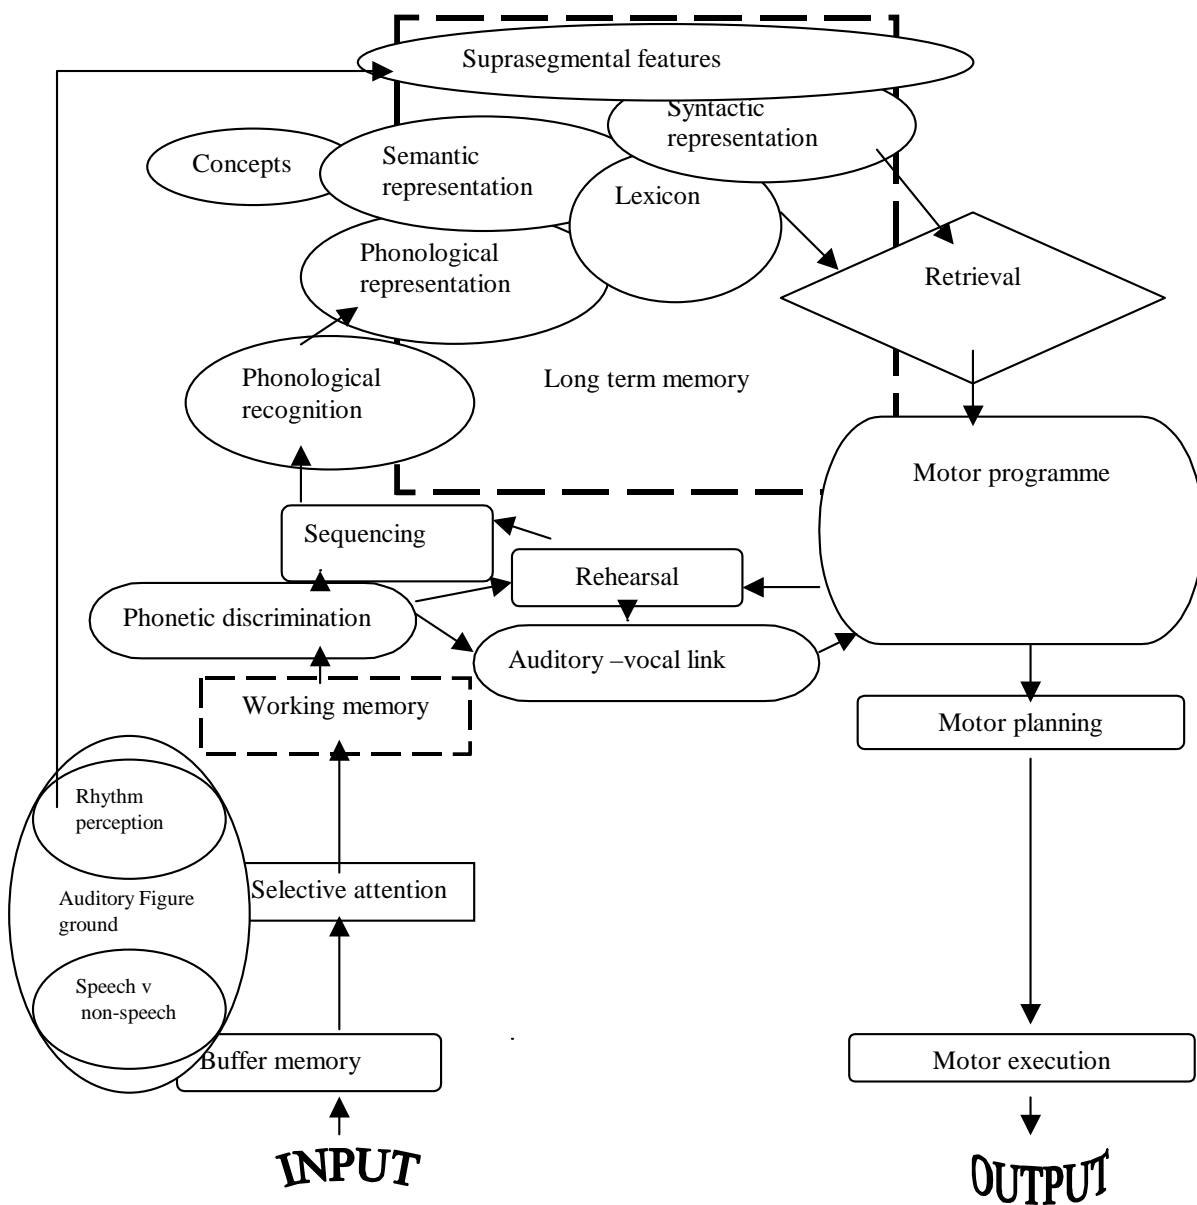 Suprasegmental features
Syntactic
representation
Concepts
Semantic
representation
Lexicon
Phonological
representation
Retrieval
Phonological
recognition
Long term memory
Motor programme
Sequencing
Rehearsal
Phonetic discrimination
Auditory –vocal link
Working memory
Motor planning
Rhythm
perception
Selective attention
Auditory Figure
ground
Speech v
non-speech
Buffer memory
Motor execution
INPUT
OUTPUT